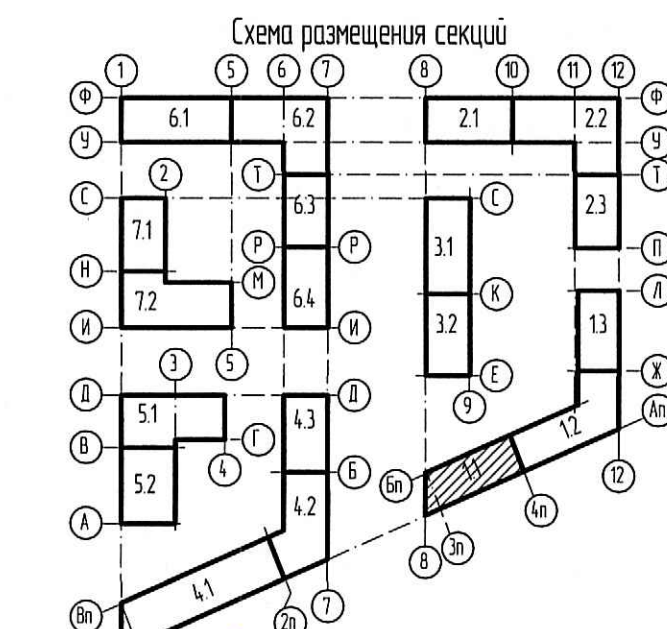 Схема размещения секций
1 5 6 7 8 10 11 12
Ф 6.1 6.2 2.1 2.2 Ф
У У
2 Т Т
С 7.1 6.3 С 2.3
Р Р 3.1 П
Н М К Л
7.2 6.4 3.2 1.3
И И
3 5 Е Ж
Д 5.1 4.3 Д 9 Ап
В Г 1.2
4 Б Бп 1.1 12
5.2 4.2 4п
А 3п
8
4.1
Вп 2п 7